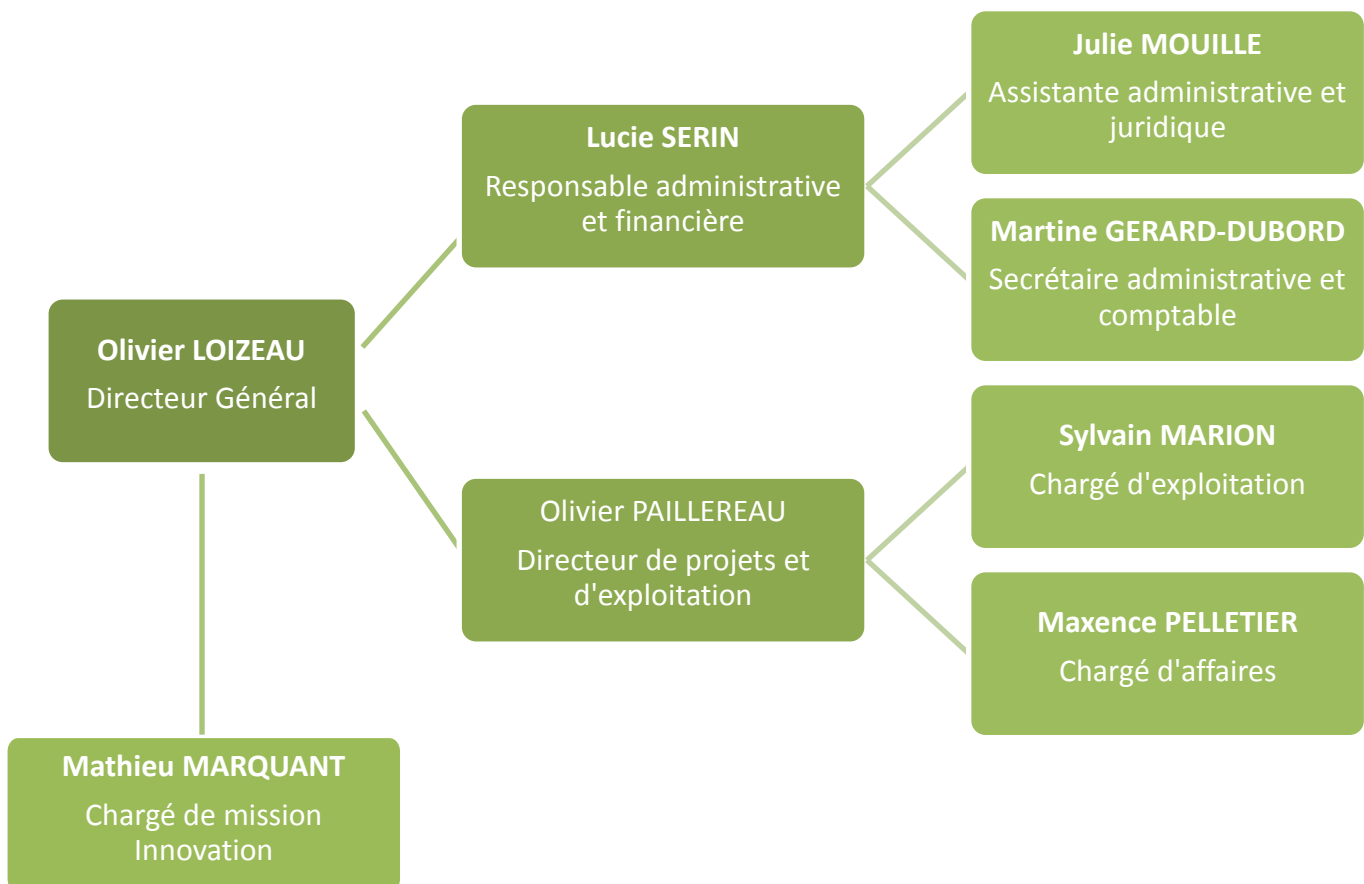 Julie MOUILLE
Assistante administrative et
juridique
Lucie SERIN
Responsable administrative
et financière
Martine GERARD-DUBORD
Secrétaire administrative et
comptable
Olivier LOIZEAU
Directeur Général
Sylvain MARION
Chargé d'exploitation
Olivier PAILLEREAU
Directeur de projets et
d'exploitation
Maxence PELLETIER
Chargé d'affaires
Mathieu MARQUANT
Chargé de mission
Innovation